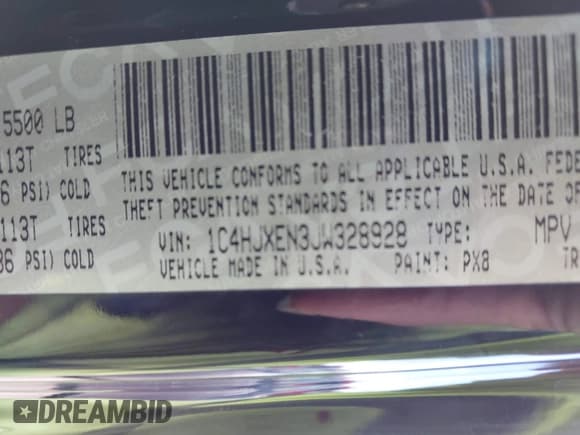 5500 LB
113T TIRES
6 PSI) COLD
113T TIRES
36 PSI) COLD
THIS VEHICLE CONFORMS TO ALL APPLICABLE U.S.A. FEDE
THEFT PREVENTION STANDARDS IN EFFECT ON THE DATE OF
VIN: 1C4HJXEN3JW328928 TYPE: MPV
VEHICLE MADE IN U.S.A. PAINT: PX8 TR
DREAMBID